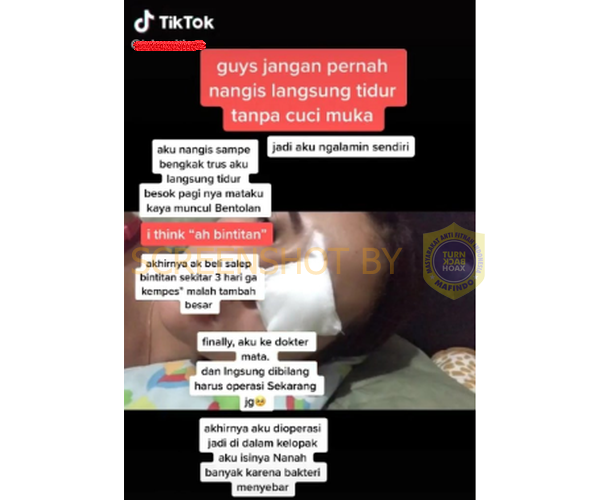 TikTok
guys jangan pernah
nangis langsung tidur
tanpa cuci muka
aku nangis sampe
bengkak trus aku
langsung tidur
besok pagi nya mataku
kaya muncul Bentolan
jadi aku ngalamin sendiri
i think “ah bintitan”
akhirnya ak beli salep
bintitan sekitar 3 hari ga
kempes" malah tambah
besar
SCREENSHOT BY
MASYARAKAT ANTI FITNAH INDONESIA
TURN
BACK
HOAX
MAFINDO
finally, aku ke dokter
mata.
dan lngsung dibilang
harus operasi Sekarang
jg🥺
akhirnya aku dioperasi
jadi di dalam kelopak
aku isinya Nanah
banyak karena bakteri
menyebar